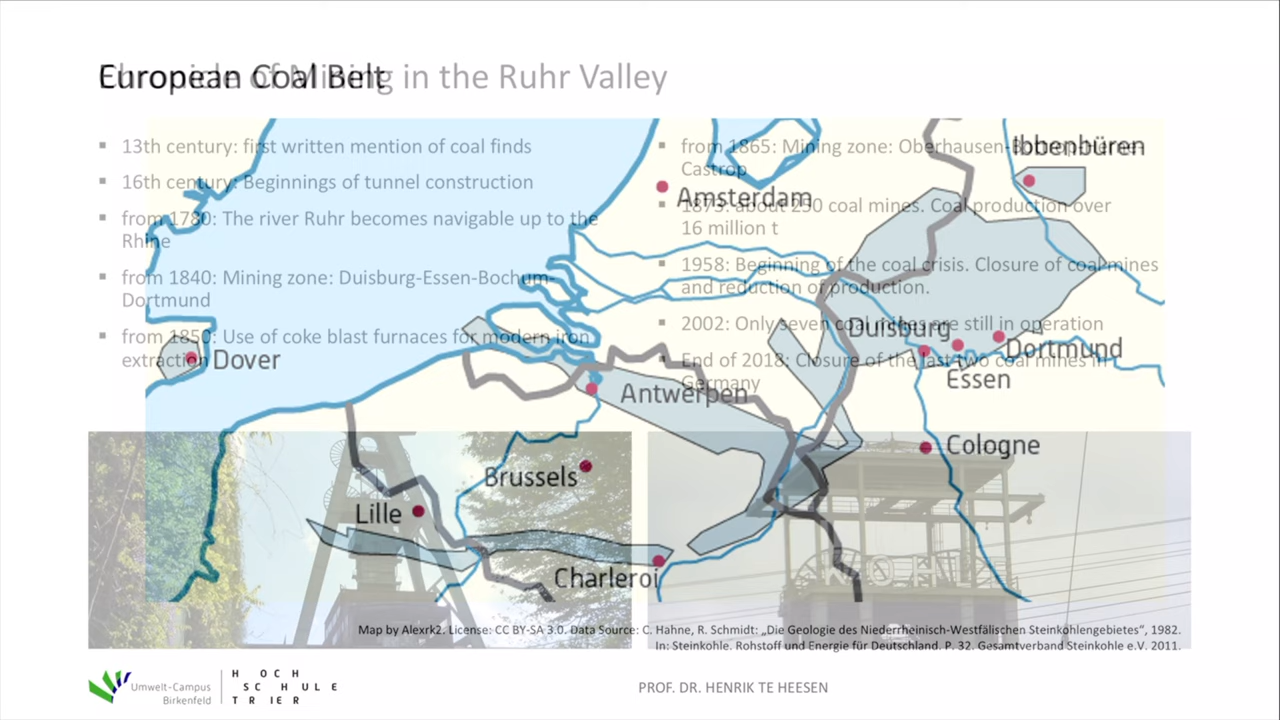 European Coal Belt
Chronicle of Mining in the Ruhr Valley
▪ 13th century: first written mention of coal finds
▪ 16th century: Beginnings of tunnel construction
▪ from 1780: The river Ruhr becomes navigable up to the
Rhine
▪ from 1840: Mining zone: Duisburg-Essen-Bochum-
Dortmund
▪ from 1850: Use of coke blast furnaces for modern iron
extraction
▪ from 1865: Mining zone: Oberhausen-
Castrop
▪ 1875: about 250 coal mines. Coal production over
16 million t
▪ 1958: Beginning of the coal crisis. Closure of coal mines
and reduction of production.
▪ 2002: Only seven coal mines are still in operation
▪ End of 2018: Closure of the last two coal mines in
Germany
Ibbenbüren
Amsterdam
Duisburg
Dortmund
Essen
Dover
Antwerpen
Cologne
Brussels
Lille
Charleroi
Map by Alexrk2. License: CC BY-SA 3.0. Data Source: C. Hahne, R. Schmidt: „Die Geologie des Niederrheinisch-Westfälischen Steinkohlengebietes“, 1982.
In: Steinkohle. Rohstoff und Energie für Deutschland. P. 32. Gesamtverband Steinkohle e.V. 2011.
Umwelt-Campus
Birkenfeld
HOCH
SCHULE
TRIER
PROF. DR. HENRIK TE HEESEN